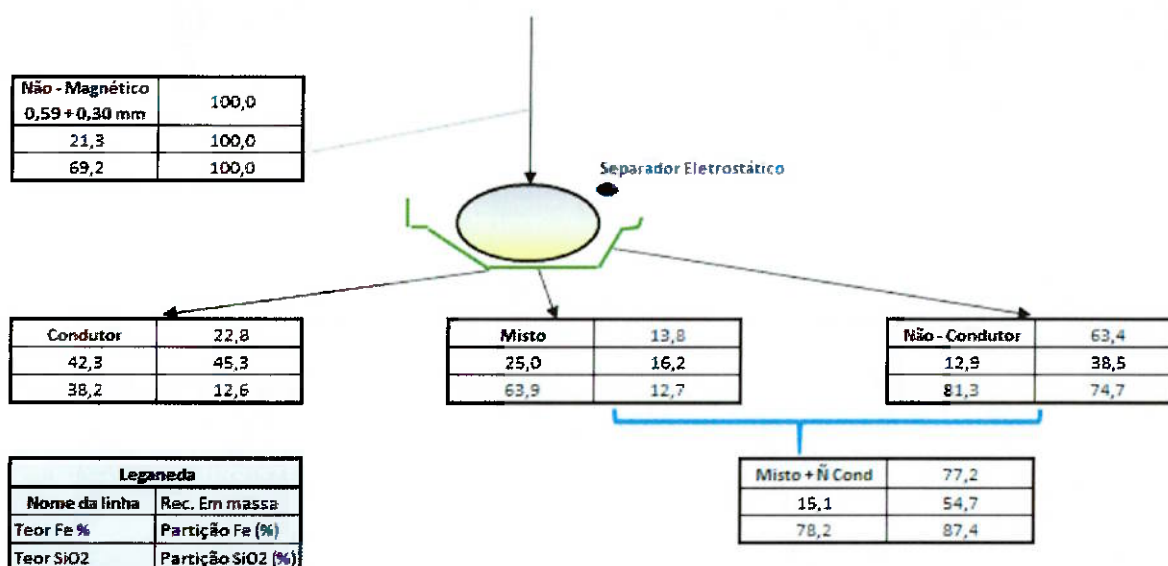 Não - Magnético
0,59 + 0,30 mm
100,0
21,3 100,0
69,2 100,0
Separador Eletrostático
Condutor 22,8
42,3 45,3
38,2 12,6
Misto 13,8
25,0 16,2
63,9 12,7
Não - Condutor 63,4
12,9 38,5
81,3 74,7
Misto + Ñ Cond 77,2
15,1 54,7
78,2 87,4
Leganeda
Nome da linha Rec. Em massa
Teor Fe % Partição Fe (%)
Teor SiO2 Partição SiO2 (%)